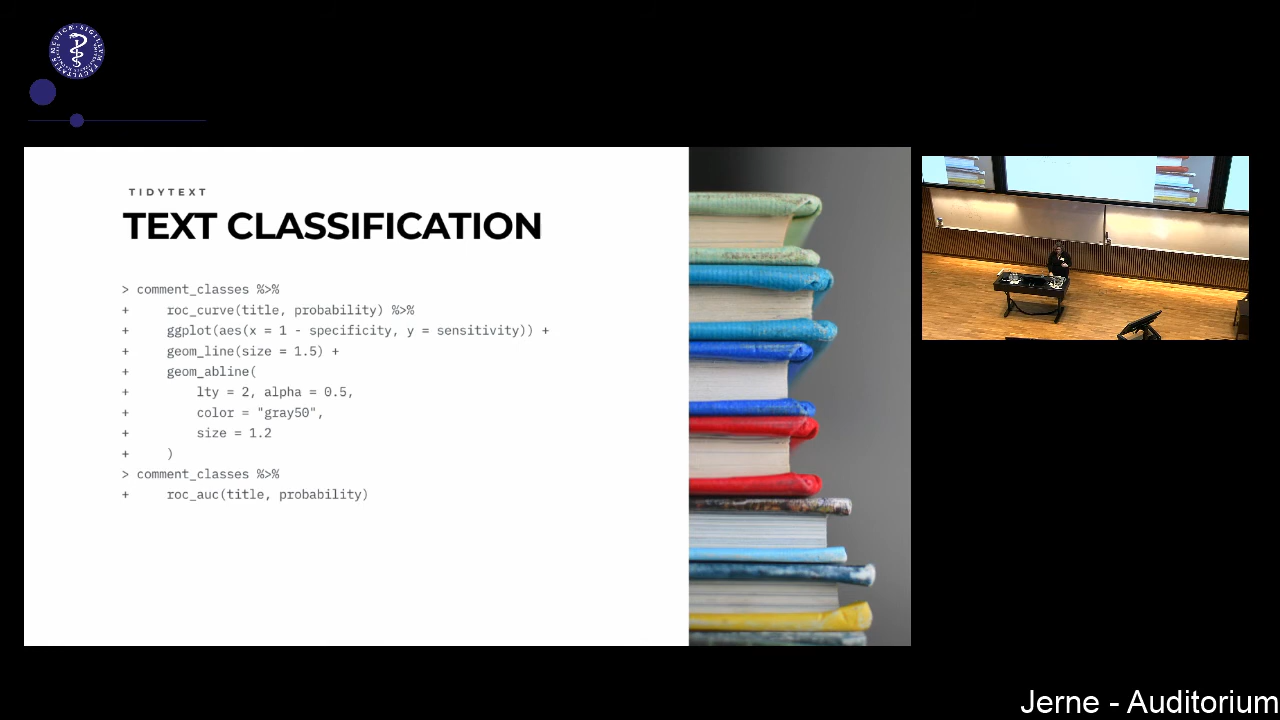 TIDYTEXT
TEXT CLASSIFICATION
> comment_classes %>%
+     roc_curve(title, probability) %>%
+     ggplot(aes(x = 1 - specificity, y = sensitivity)) +
+     geom_line(size = 1.5) +
+     geom_abline(
+         lty = 2, alpha = 0.5,
+         color = "gray50",
+         size = 1.2
+     )
> comment_classes %>%
+     roc_auc(title, probability)
Jerne - Auditorium